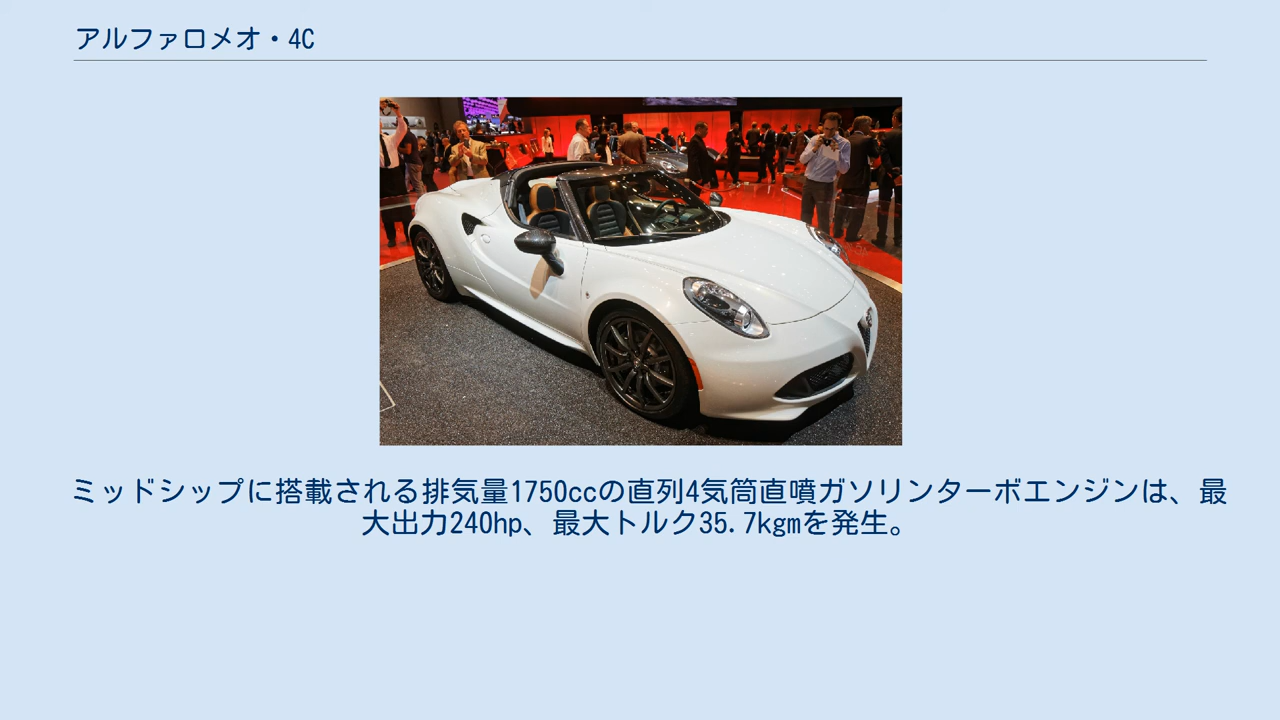 アルファロメオ・4C
ミッドシップに搭載される排気量1750ccの直列4気筒直噴ガソリンターボエンジンは、最
大出力240hp、最大トルク35.7kgmを発生。